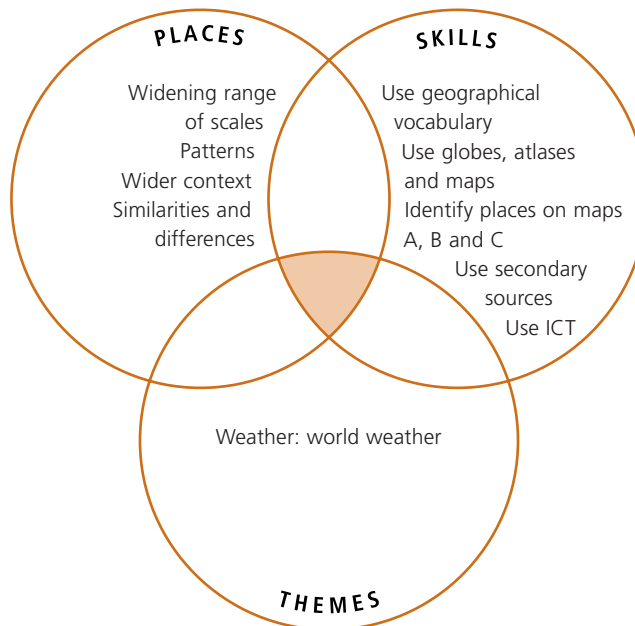 PLACES
Widening range
of scales
Patterns
Wider context
Similarities and
differences
SKILLS
Use geographical
vocabulary
Use globes, atlases
and maps
Identify places on maps
A, B and C
Use secondary
sources
Use ICT
Weather: world weather
THEMES